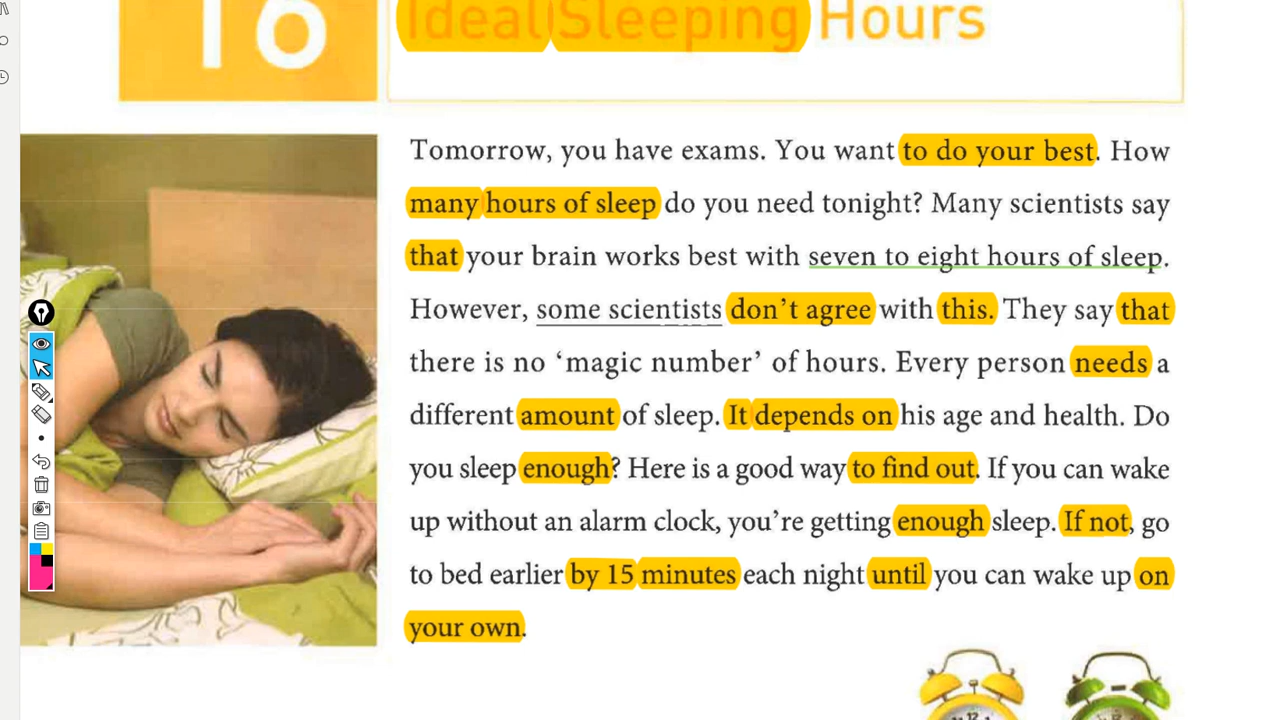 16
Ideal Sleeping Hours
Tomorrow, you have exams. You want to do your best. How
many hours of sleep do you need tonight? Many scientists say
that your brain works best with seven to eight hours of sleep.
However, some scientists don't agree with this. They say that
there is no 'magic number' of hours. Every person needs a
different amount of sleep. It depends on his age and health. Do
you sleep enough? Here is a good way to find out. If you can wake
up without an alarm clock, you're getting enough sleep. If not, go
to bed earlier by 15 minutes each night until you can wake up on
your own.